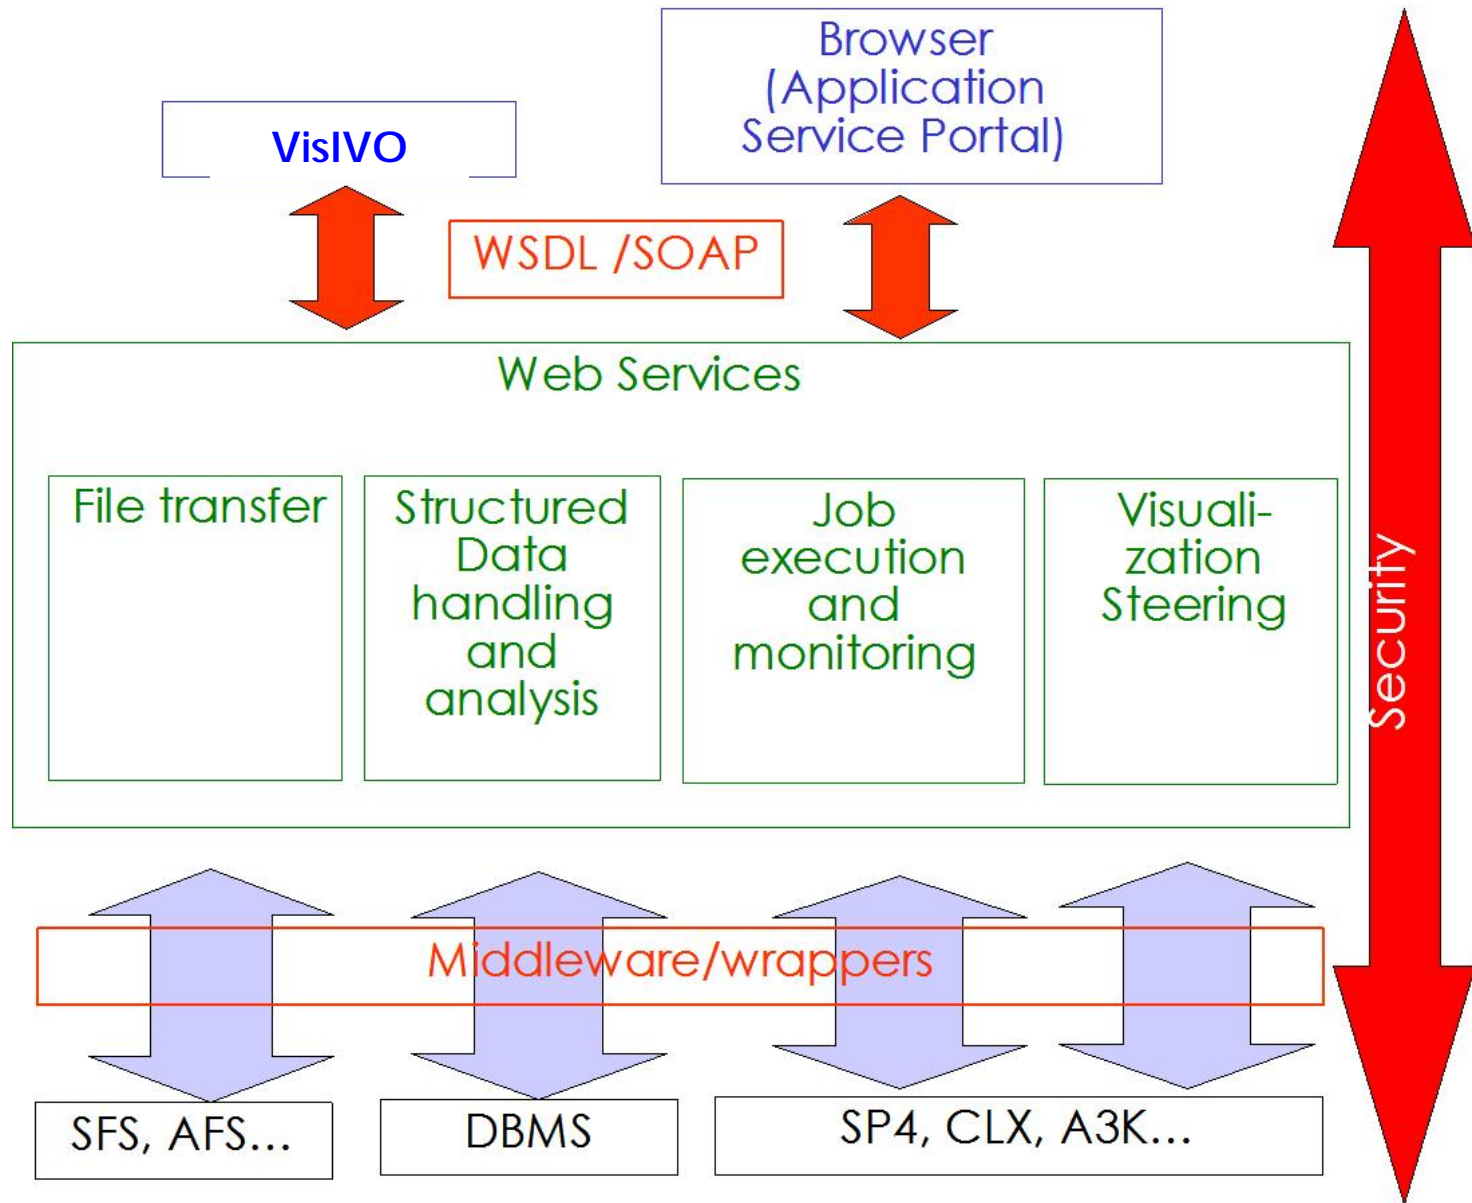 Browser
(Application
Service Portal)
VisIVO
WSDL /SOAP
Web Services
File transfer
Structured
Data
handling
and
analysis
Job
execution
and
monitoring
Visuali-
zation
Steering
Security
Middleware/wrappers
SFS, AFS...
DBMS
SP4, CLX, A3K...